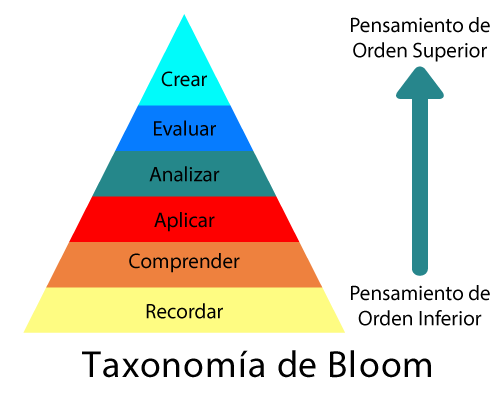 Pensamiento de
Orden Superior
Crear
Evaluar
Analizar
Aplicar
Comprender
Recordar
Pensamiento de
Orden Inferior
Taxonomía de Bloom